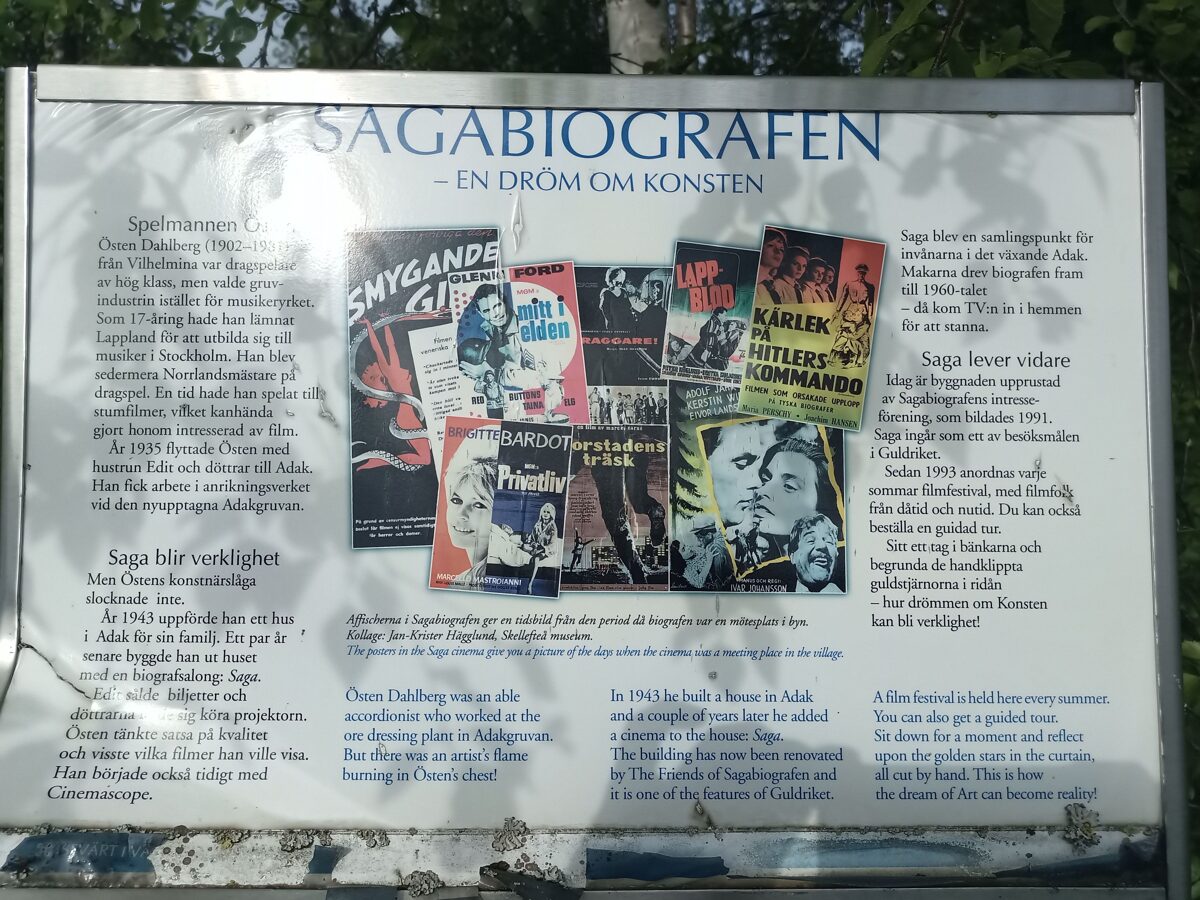 SAGABIOGRAFEN
– EN DRÖM OM KONSTEN
Spelmannen
Östen Dahlberg
från Vilhelmina var dragspelare
av hög klass, men valde gruv-
industrin istället för musikeryrket.
Som 17-åring hade han lämnat
Lappland för att utbilda sig till
musiker i Stockholm. Han blev
sedermera Norrlandsmästare på
dragspel. En tid hade han spelat till
stumfilmer, vilket kanhända
gjort honom intresserad av film.
År 1935 flyttade Östen med
hustrun Edit och döttrar till Adak.
Han fick arbete i anrikningsverket
vid den nyupptagna Adakgruvan.
Saga blir verklighet
Men Östens konstnärslåga
slocknade inte.
År 1943 uppförde han ett hus
i Adak för sin familj. Ett par år
senare byggde han ut huset
med en biografsalong: Saga.
Edit sålde biljetter och
döttrarna sig köra projektorn.
Östen tänkte satsa på kvalitet
och visste vilka filmer han ville visa.
Han började också tidigt med
Cinemascope.
SMYGANDE
GLENN FORD
MGM:s
mitt i
elden
RAGGARE!
LAPP-
BLOD
KÄRLEK
PÅ
HITLERS
KOMMANDO
FILMEN SOM ORSAKADE UPPLOPP
PÅ TYSKA BIOGRAFER
Maria PERSCHY • Joachim HANSEN
BRIGITTE BARDOT
MGM:s
Privatliv
MARCELLO MASTROIANNI
en film av marcel carné
orstadens
träsk
ADOLF
KERSTIN
EIVOR
MANUS OCH REGI
IVAR JOHANSSON
Affischerna i Sagabiografen ger en tidsbild från den period då biografen var en mötesplats i byn.
Kollage: Jan-Krister Hägglund, Skellefteå museum.
The posters in the Saga cinema give you a picture of the days when the cinema was a meeting place in the village.
Östen Dahlberg was an able
accordionist who worked at the
ore dressing plant in Adakgruvan.
But there was an artist's flame
burning in Östen's chest!
In 1943 he built a house in Adak
and a couple of years later he added
a cinema to the house: Saga.
The building has now been renovated
by The Friends of Sagabiografen and
it is one of the features of Guldriket.
Saga blev en samlingspunkt för
invånarna i det växande Adak.
Makarna drev biografen fram
till 1960-talet
– då kom TV:n in i hemmen
för att stanna.
Saga lever vidare
Idag är byggnaden upprustad
av Sagabiografens intresse-
förening, som bildades 1991.
Saga ingår som ett av besöksmålen
i Guldriket.
Sedan 1993 anordnas varje
sommar filmfestival, med filmfolk
från dåtid och nutid. Du kan också
beställa en guidad tur.
Sitt ett tag i bänkarna och
begrunda de handklippta
guldstjärnorna i ridån
– hur drömmen om Konsten
kan bli verklighet!
A film festival is held here every summer.
You can also get a guided tour.
Sit down for a moment and reflect
upon the golden stars in the curtain,
all cut by hand. This is how
the dream of Art can become reality!